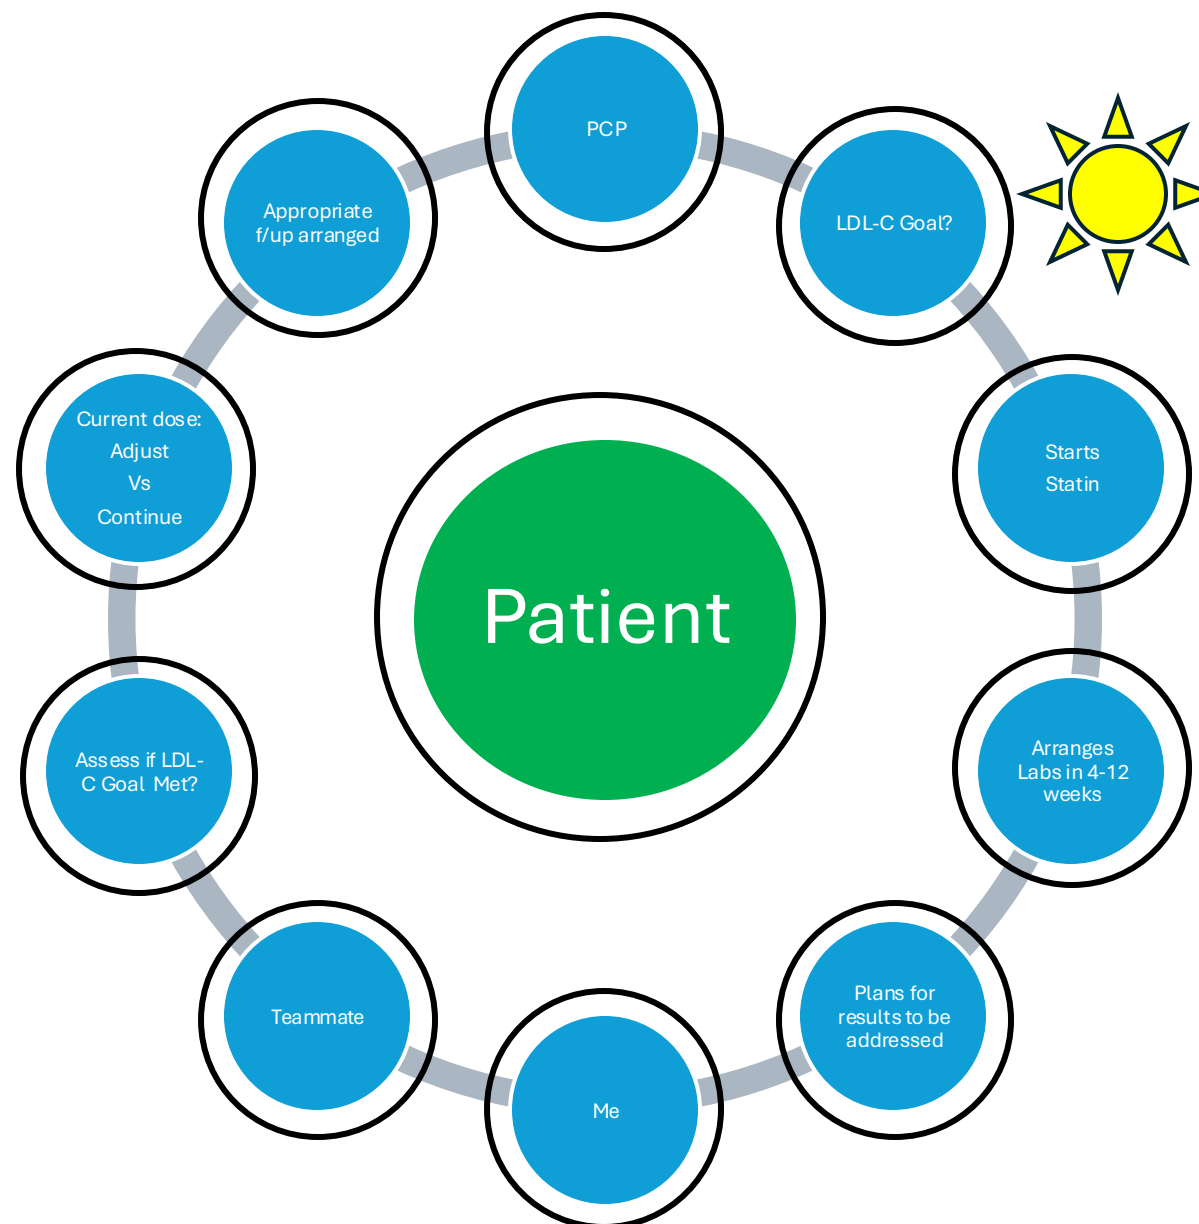 PCP
LDL-C Goal?
Starts
Statin
Arranges
Labs in 4-12
weeks
Plans for
results to be
addressed
Me
Teammate
Assess if LDL-
C Goal Met?
Current dose:
Adjust
Vs
Continue
Appropriate
f/up arranged
Patient